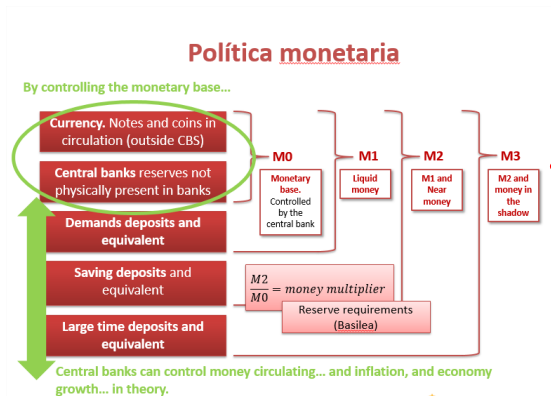 Política monetaria
By controlling the monetary base…
Currency. Notes and coins in
circulation (outside CBS)
Central banks reserves not
physically present in banks
Demands deposits and
equivalent
Saving deposits and
equivalent
Large time deposits and
equivalent
M0
Monetary
base.
Controlled
by the
central bank
M1
Liquid
money
M2
M1 and
Near
money
M3
M2 and
money in
the
shadow
M2/M0 = money multiplier
Reserve requirements
(Basilea)
Central banks can control money circulating… and inflation, and economy
growth… in theory.